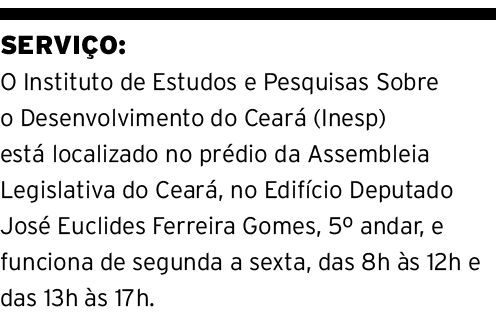 SERVIÇO:
O Instituto de Estudos e Pesquisas Sobre
o Desenvolvimento do Ceará (Inesp)
está localizado no prédio da Assembleia
Legislativa do Ceará, no Edifício Deputado
José Euclides Ferreira Gomes, 5º andar, e
funciona de segunda a sexta, das 8h às 12h e
das 13h às 17h.